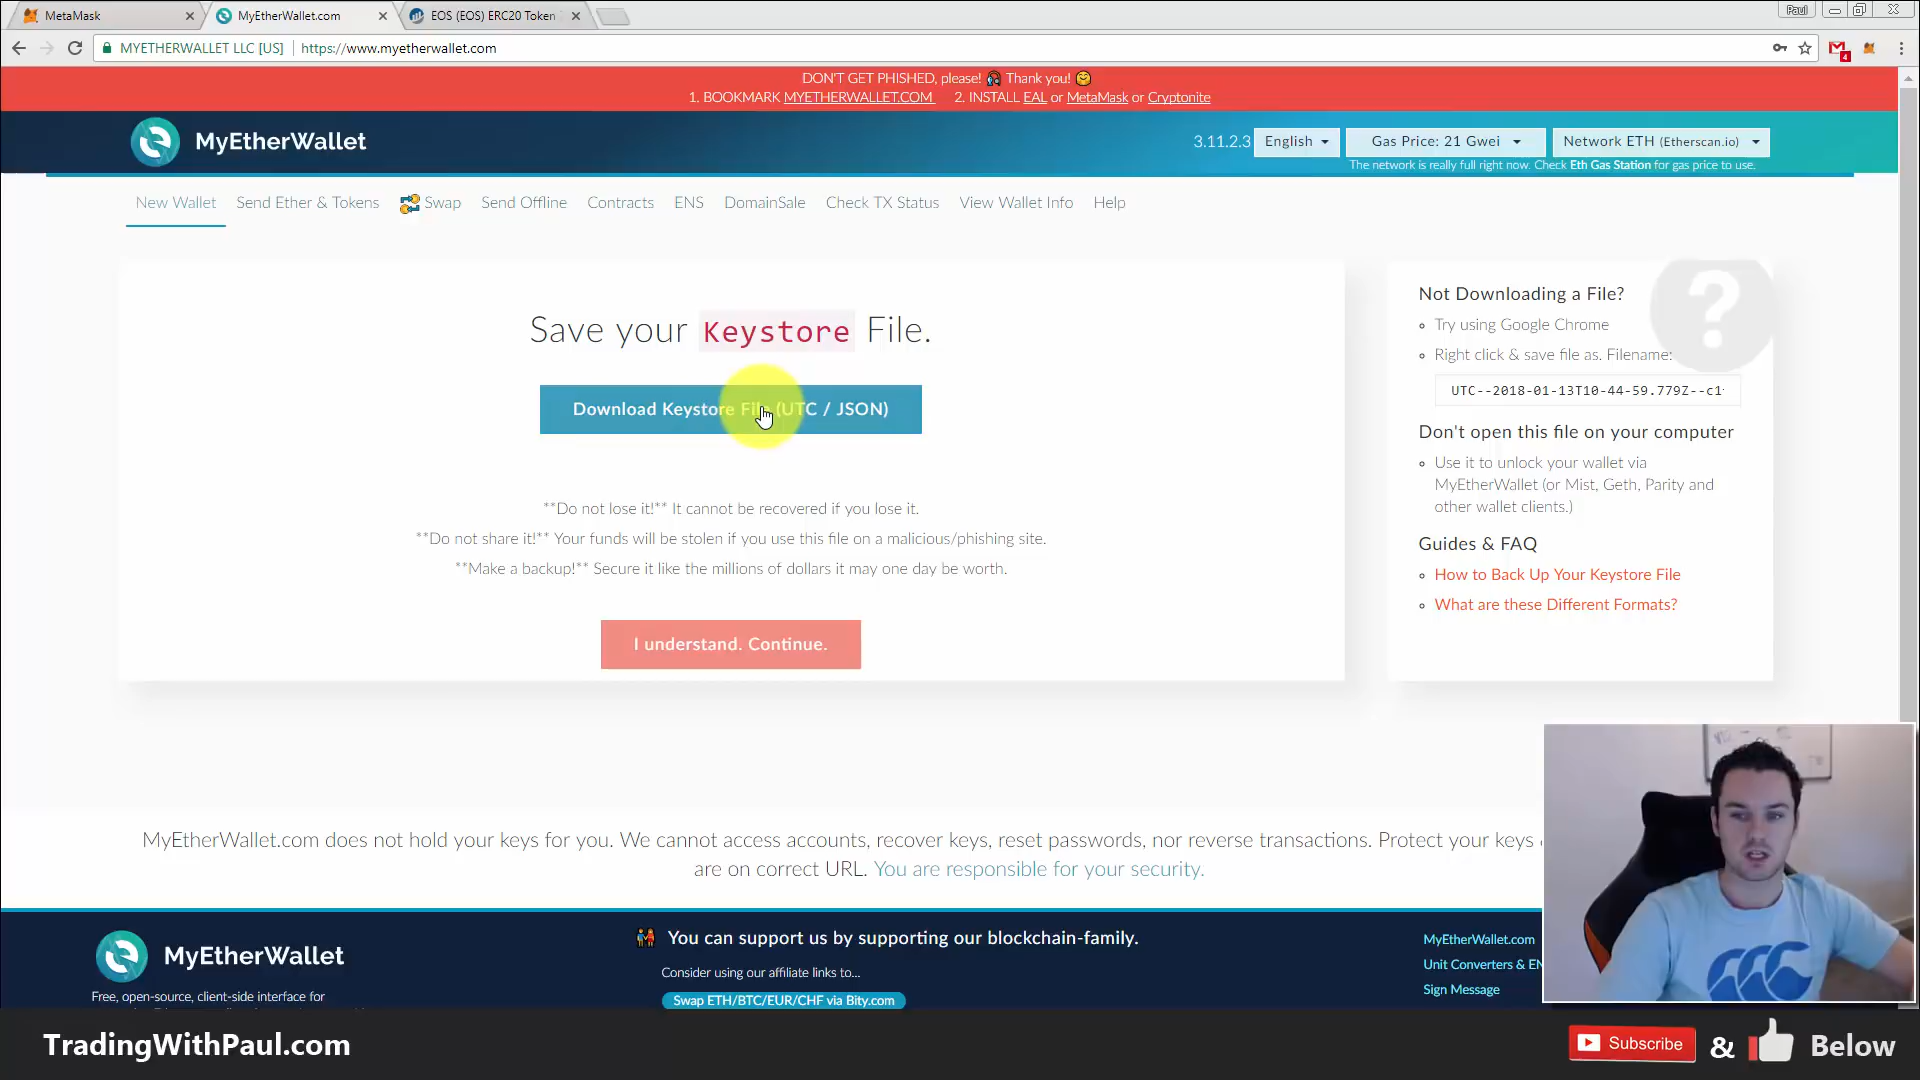 MetaMask
MyEtherWallet.com
EOS (EOS) ERC20 Token
Paul
MYETHERWALLET LLC [US]
https://www.myetherwallet.com
4
DON'T GET PHISHED, please! Thank you!
1. BOOKMARK MYETHERWALLET.COM 2. INSTALL EAL or MetaMask or Cryptonite
MyEtherWallet
3.11.2.3
English
Gas Price: 21 Gwei
Network ETH (Etherscan.io)
The network is really full right now. Check Eth Gas Station for gas price to use.
New Wallet
Send Ether & Tokens
Swap
Send Offline
Contracts
ENS
DomainSale
Check TX Status
View Wallet Info
Help
Save your Keystore File.
Download Keystore File (UTC / JSON)
**Do not lose it!** It cannot be recovered if you lose it.
**Do not share it!** Your funds will be stolen if you use this file on a malicious/phishing site.
**Make a backup!** Secure it like the millions of dollars it may one day be worth.
I understand. Continue.
Not Downloading a File?
Try using Google Chrome
Right click & save file as. Filename:
UTC--2018-01-13T10-44-59.779Z--c1
Don't open this file on your computer
Use it to unlock your wallet via
MyEtherWallet (or Mist, Geth, Parity and
other wallet clients.)
Guides & FAQ
How to Back Up Your Keystore File
What are these Different Formats?
MyEtherWallet.com does not hold your keys for you. We cannot access accounts, recover keys, reset passwords, nor reverse transactions. Protect your keys
are on correct URL. You are responsible for your security.
MyEtherWallet
Free, open-source, client-side interface for
You can support us by supporting our blockchain-family.
Consider using our affiliate links to...
Swap ETH/BTC/EUR/CHF via Bity.com
MyEtherWallet.com
Unit Converters & EN
Sign Message
TradingWithPaul.com
Subscribe
&
Below